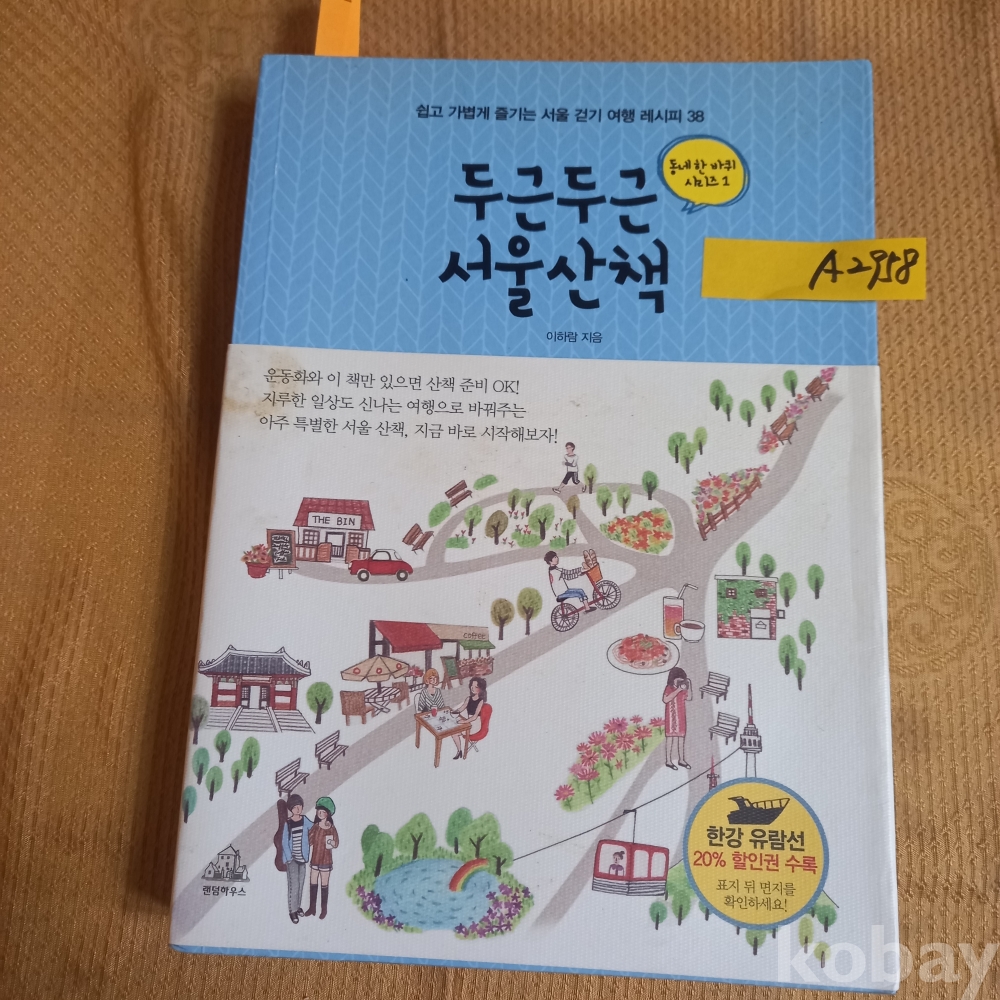 쉽고 가볍게 즐기는 서울 걷기 여행 레시피 38
동네 한 바퀴
시리즈 1
두근두근
서울산책
A2958
이하람 지음
운동화와 이 책만 있으면 산책 준비 OK!
지루한 일상도 신나는 여행으로 바꿔주는
아주 특별한 서울 산책, 지금 바로 시작해보자!
THE BIN
coffee
한강 유람선
20% 할인권 수록
표지 뒤 면지를
확인하세요!
랜덤하우스
kobay